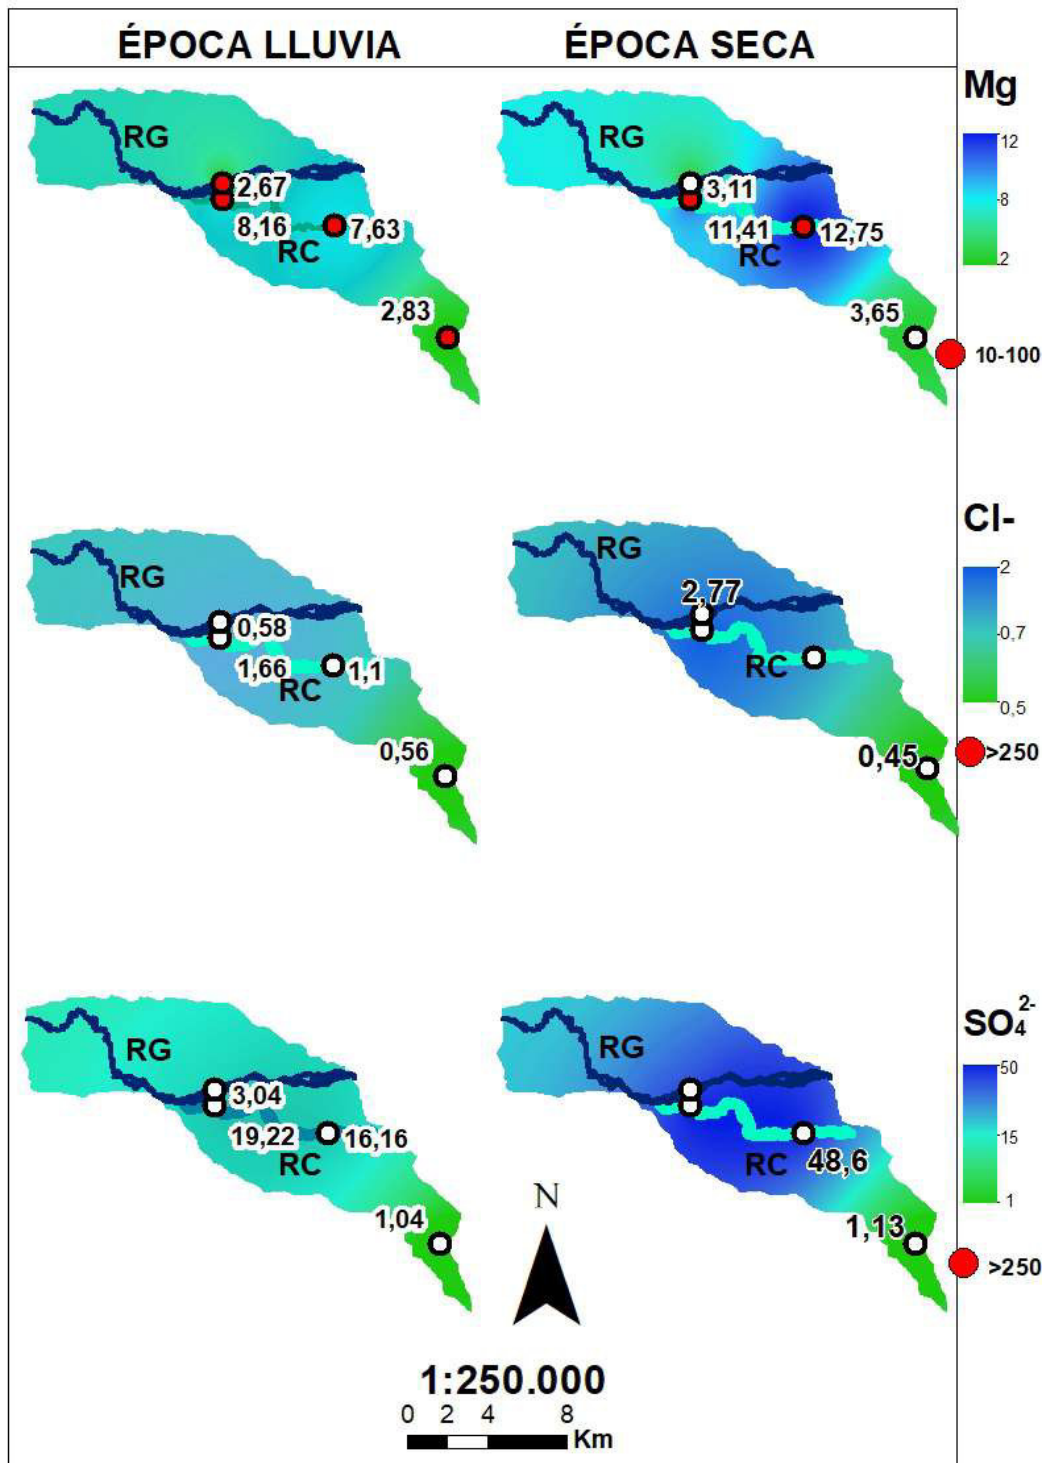 ÉPOCA LLUVIA ÉPOCA SECA
Mg
RG
2,67
8,16
7,63
RC
2,83
RG
3,11
11,41
12,75
RC
3,65
12
8
2
10-100
Cl-
RG
0,58
1,66
1,1
RC
0,56
RG
2,77
RC
0,45
2
0,7
0,5
>250
SO₄²⁻
RG
3,04
19,22
16,16
RC
1,04
RG
RC
48,6
1,13
50
15
1
>250
N
1:250.000
0 2 4 8
Km